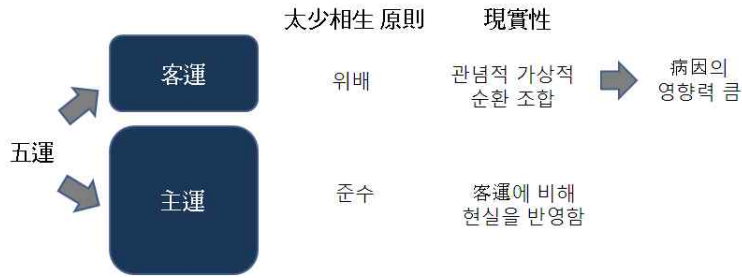 太少相生 原則
現實性
客運
위배
관념적 가상적
순환 조합
病因의
영향력 큼
五運
主運
준수
客運에 비해
현실을 반영함